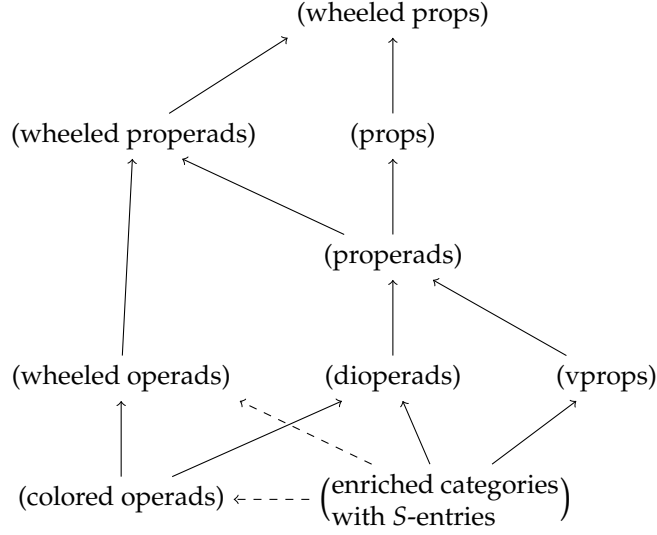 (wheeled props)
(wheeled properads) (props)
(properads)
(wheeled operads) (dioperads) (vprops)
(colored operads) (enriched categories
with S-entries)